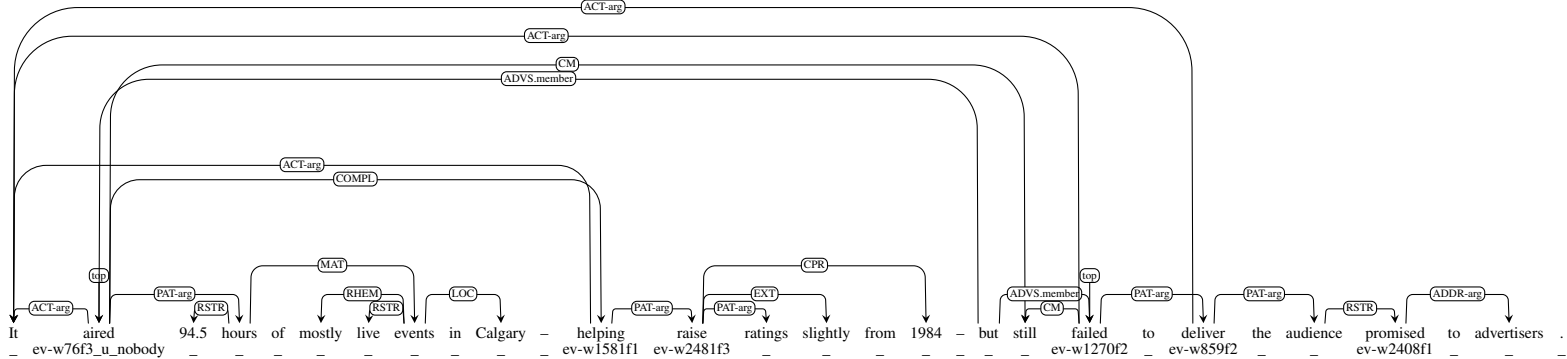 ACT-arg
ACT-arg
CM
ADVS.member
ACT-arg
COMPL
MAT CPR
top top
ACT-arg PAT-arg RSTR RHEM RSTR LOC PAT-arg PAT-arg EXT ADVS.member CM PAT-arg PAT-arg RSTR ADDR-arg
It aired 94.5 hours of mostly live events in Calgary – helping raise ratings slightly from 1984 – but still failed to deliver the audience promised to advertisers
_ ev-w76f3_u_nobody _ _ _ _ _ _ _ _ _ ev-w1581f1 ev-w2481f3 _ _ _ _ _ _ _ ev-w1270f2 _ ev-w859f2 _ _ ev-w2408f1 _ _